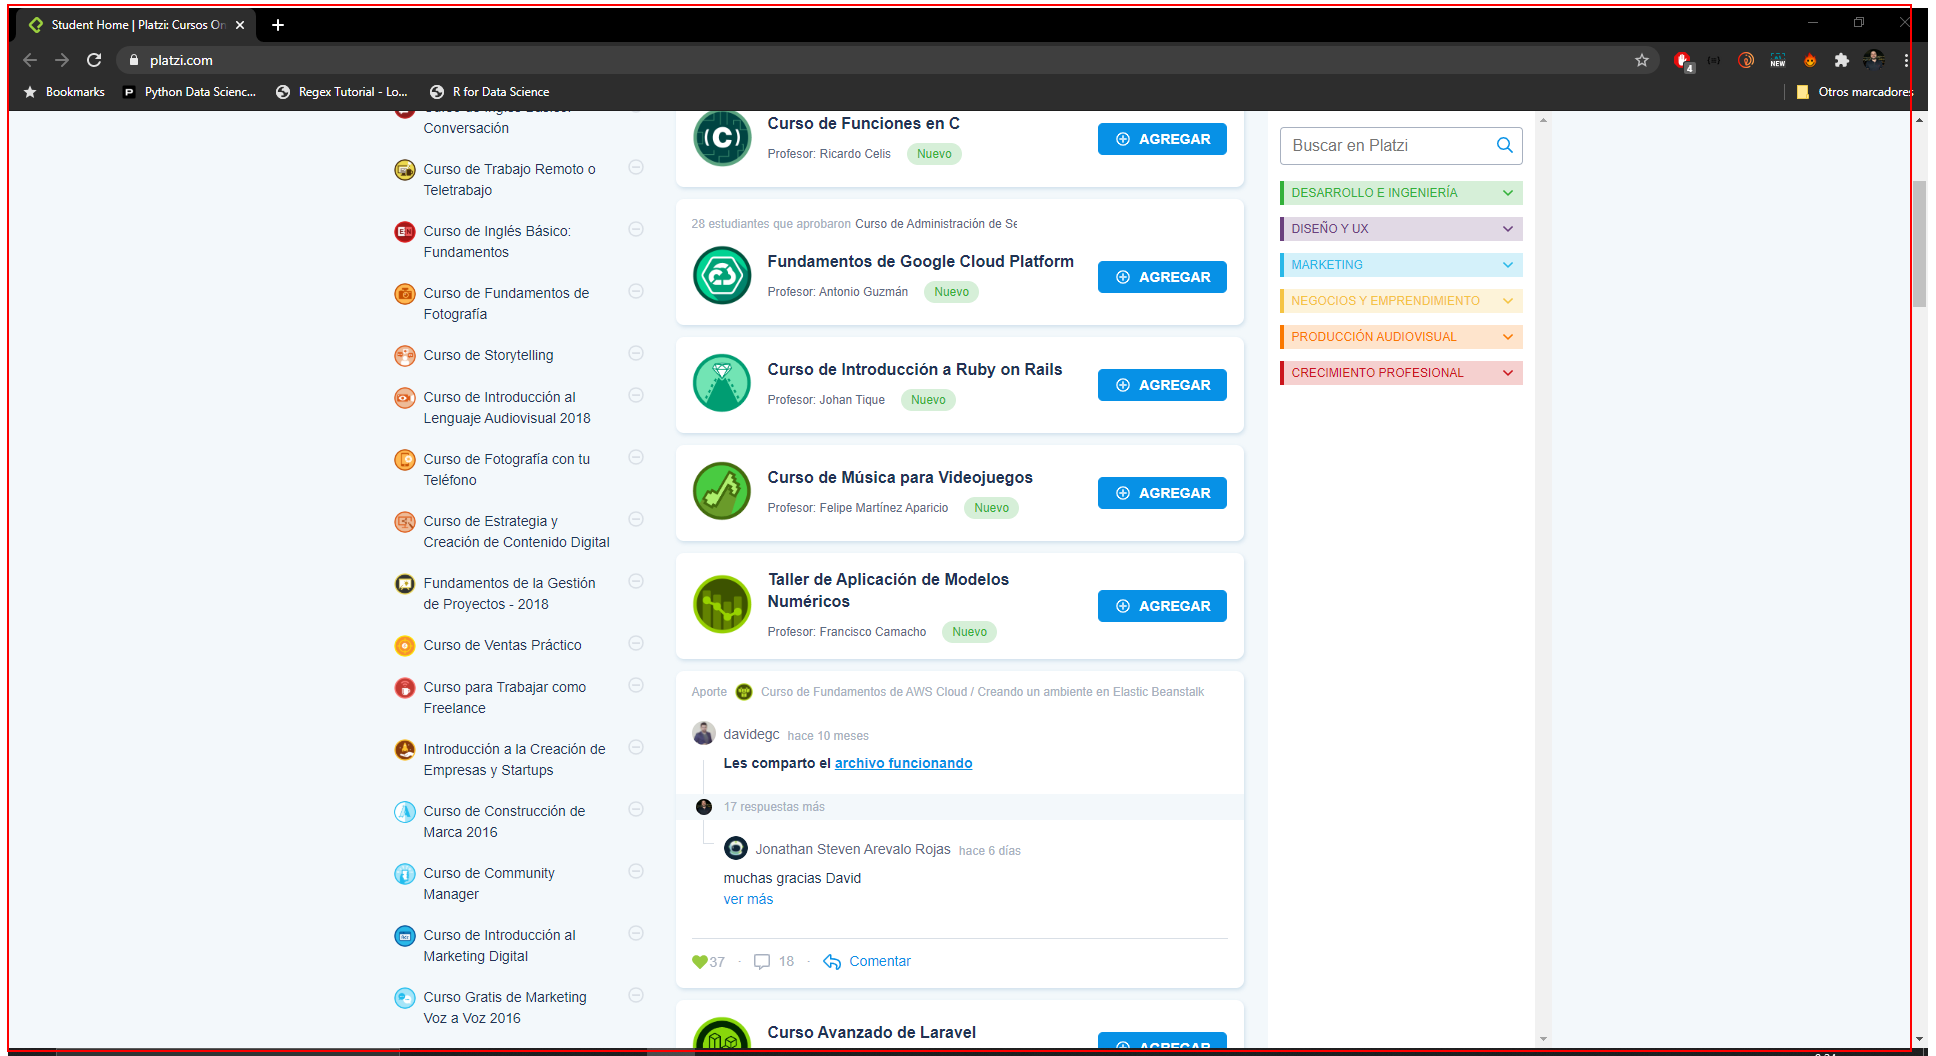 Student Home | Platzi: Cursos On
platzi.com
4
NEW
Bookmarks
Python Data Scienc...
Regex Tutorial - Lo...
R for Data Science
Otros marcadores
Conversación
Curso de Trabajo Remoto o
Teletrabajo
EN
Curso de Inglés Básico:
Fundamentos
Curso de Fundamentos de
Fotografía
Curso de Storytelling
Curso de Introducción al
Lenguaje Audiovisual 2018
Curso de Fotografía con tu
Teléfono
Curso de Estrategia y
Creación de Contenido Digital
Fundamentos de la Gestión
de Proyectos - 2018
Curso de Ventas Práctico
Curso para Trabajar como
Freelance
Introducción a la Creación de
Empresas y Startups
Curso de Construcción de
Marca 2016
Curso de Community
Manager
Curso de Introducción al
Marketing Digital
Curso Gratis de Marketing
Voz a Voz 2016
(C)
Curso de Funciones en C
Profesor: Ricardo Celis
Nuevo
AGREGAR
28 estudiantes que aprobaron Curso de Administración de Se
Fundamentos de Google Cloud Platform
Profesor: Antonio Guzmán
Nuevo
AGREGAR
Curso de Introducción a Ruby on Rails
Profesor: Johan Tique
Nuevo
AGREGAR
Curso de Música para Videojuegos
Profesor: Felipe Martínez Aparicio
Nuevo
AGREGAR
Taller de Aplicación de Modelos
Numéricos
Profesor: Francisco Camacho
Nuevo
AGREGAR
Aporte
Curso de Fundamentos de AWS Cloud / Creando un ambiente en Elastic Beanstalk
davidegc hace 10 meses
Les comparto el archivo funcionando
17 respuestas más
Jonathan Steven Arevalo Rojas hace 6 días
muchas gracias David
ver más
37 · 18 · Comentar
Curso Avanzado de Laravel
AGREGAR
Buscar en Platzi
DESARROLLO E INGENIERÍA
DISEÑO Y UX
MARKETING
NEGOCIOS Y EMPRENDIMIENTO
PRODUCCIÓN AUDIOVISUAL
CRECIMIENTO PROFESIONAL